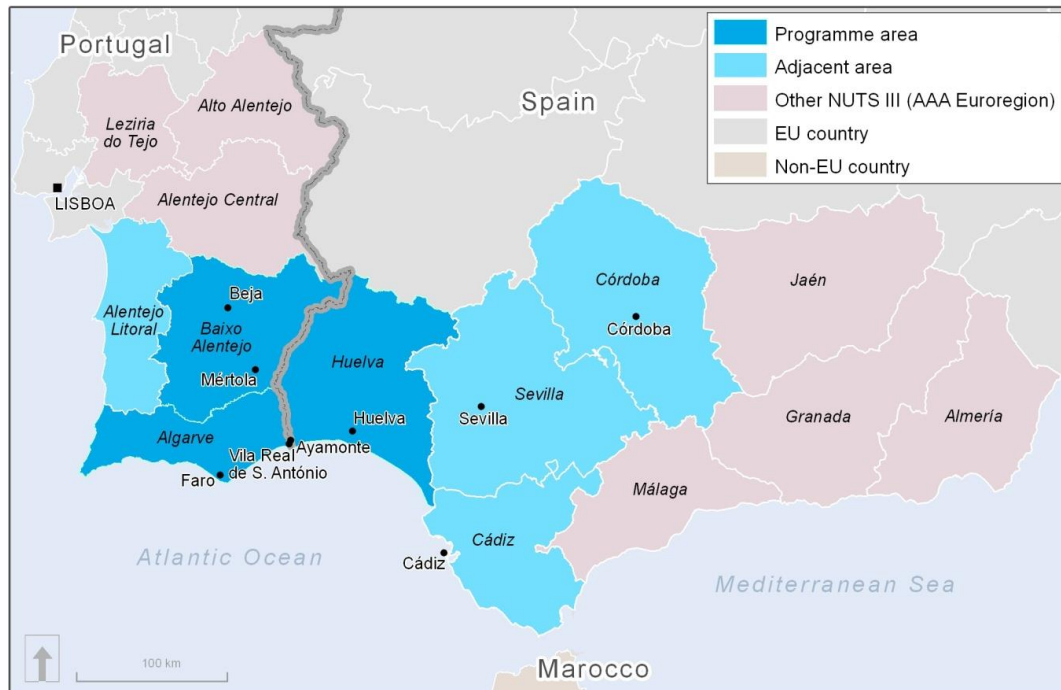 Portugal
Spain
Programme area
Adjacent area
Other NUTS III (AAA Euroregion)
EU country
Non-EU country
Alto Alentejo
Leziria
do Tejo
LISBOA
Alentejo Central
Alentejo
Litoral
Beja
Baixo
Alentejo
Mértola
Huelva
Huelva
Algarve
Ayamonte
Vila Real
de S. António
Faro
Córdoba
Córdoba
Sevilla
Sevilla
Jaén
Granada
Almería
Málaga
Cádiz
Cádiz
Atlantic Ocean
Mediterranean Sea
Marocco
100 km